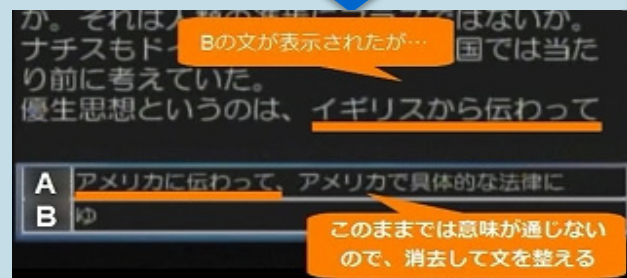 か。それは人類の進歩にプラスではないか。
ナチスもドイ
Bの文が表示されたが…
国では当た
り前に考えていた。
優生思想というのは、イギリスから伝わって
A アメリカに伝わって、アメリカで具体的な法律に
B ゆ
このままでは意味が通じない
ので、消去して文を整える